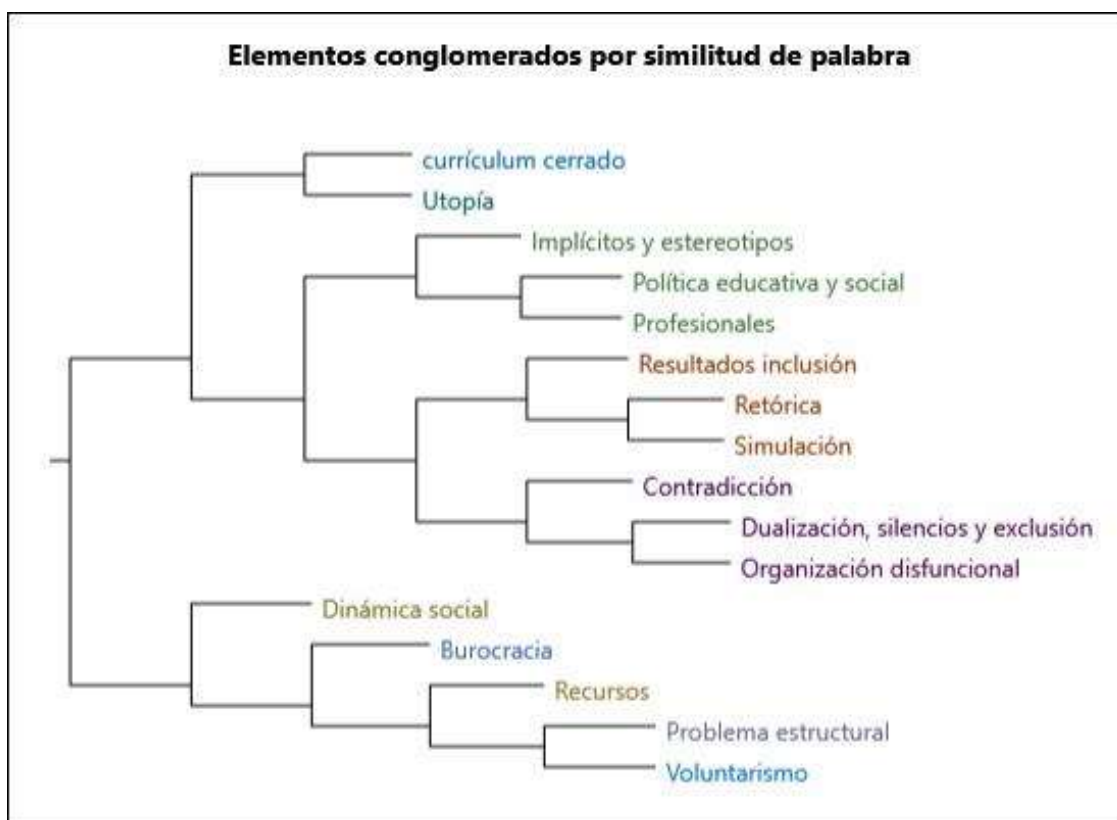 Elementos conglomerados por similitud de palabra
currículum cerrado
Utopía
Implícitos y estereotipos
Política educativa y social
Profesionales
Resultados inclusión
Retórica
Simulación
Contradicción
Dualización, silencios y exclusión
Organización disfuncional
Dinámica social
Burocracia
Recursos
Problema estructural
Voluntarismo